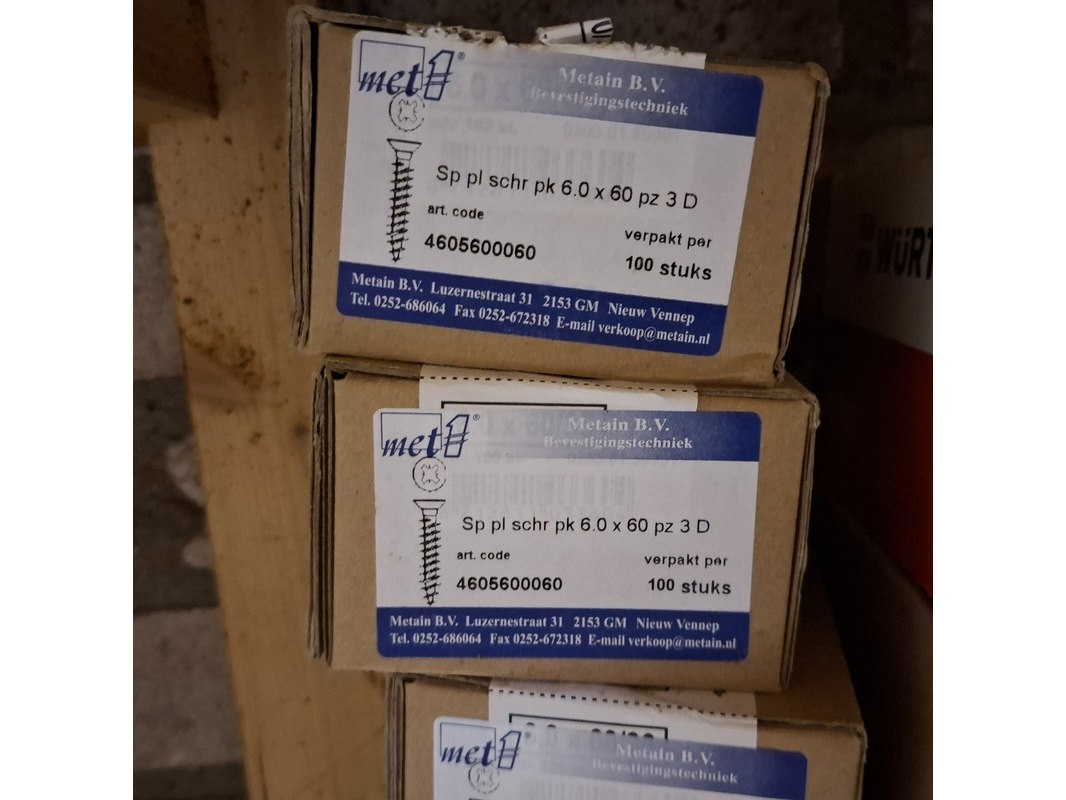 met1®
Metain B.V.
Bevestigingstechniek
Sp pl schr pk 6.0 x 60 pz 3 D
art. code
verpakt per
4605600060
100 stuks
Metain B.V. Luzernestraat 31 2153 GM Nieuw Vennep
Tel. 0252-686064 Fax 0252-672318 E-mail verkoop@metain.nl
WÜRT
met1®
Metain B.V.
Bevestigingstechniek
Sp pl schr pk 6.0 x 60 pz 3 D
art. code
verpakt per
4605600060
100 stuks
Metain B.V. Luzernestraat 31 2153 GM Nieuw Vennep
Tel. 0252-686064 Fax 0252-672318 E-mail verkoop@metain.nl
met1®
Metain B.V.
Bevestigingstechniek